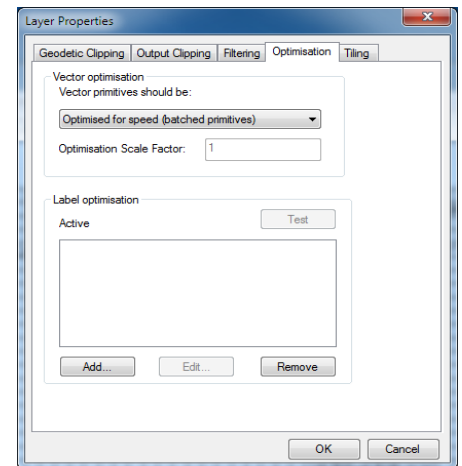 Layer Properties
Geodetic Clipping Output Clipping Filtering Optimisation Tiling
Vector optimisation
Vector primitives should be:
Optimised for speed (batched primitives)
Optimisation Scale Factor: 1
Label optimisation
Active Test
Add... Edit... Remove
OK Cancel